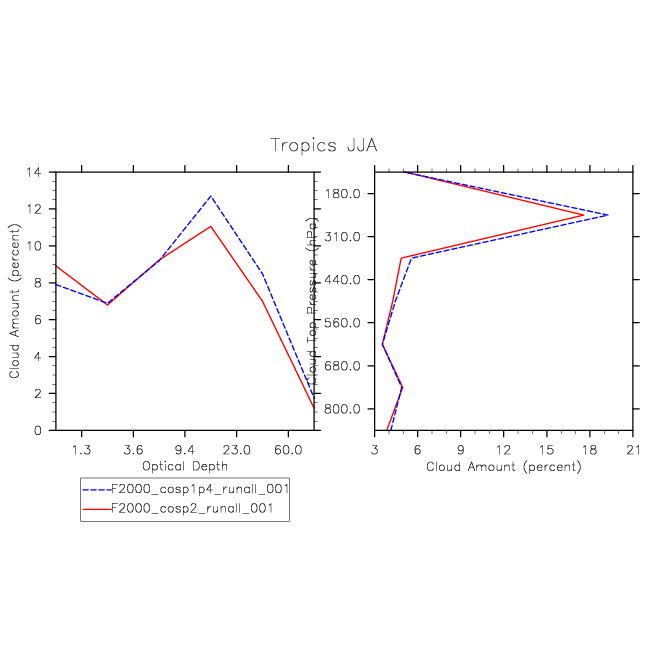 Tropics JJA
Cloud Amount (percent)
14
12
10
8
6
4
2
0
1.3 3.6 9.4 23.0 60.0
Optical Depth
Cloud Top Pressure (hPa)
180.0
310.0
440.0
560.0
680.0
800.0
3 6 9 12 15 18 21
Cloud Amount (percent)
F2000_cosp1p4_runall_001
F2000_cosp2_runall_001